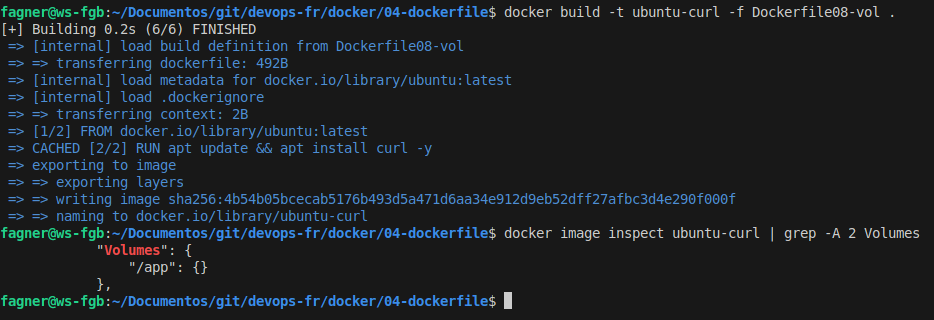 fagner@ws-fgb:~/Documentos/git/devops-fr/docker/04-dockerfile$ docker build -t ubuntu-curl -f Dockerfile08-vol .
[+] Building 0.2s (6/6) FINISHED
 => [internal] load build definition from Dockerfile08-vol
 => => transferring dockerfile: 492B
 => [internal] load metadata for docker.io/library/ubuntu:latest
 => [internal] load .dockerignore
 => => transferring context: 2B
 => [1/2] FROM docker.io/library/ubuntu:latest
 => CACHED [2/2] RUN apt update && apt install curl -y
 => exporting to image
 => => exporting layers
 => => writing image sha256:4b54b05bcecab5176b493d5a471d6aa34e912d9eb52dff27afbc3d4e290f000f
 => => naming to docker.io/library/ubuntu-curl
fagner@ws-fgb:~/Documentos/git/devops-fr/docker/04-dockerfile$ docker image inspect ubuntu-curl | grep -A 2 Volumes
            "Volumes": {
                "/app": {}
            },
fagner@ws-fgb:~/Documentos/git/devops-fr/docker/04-dockerfile$